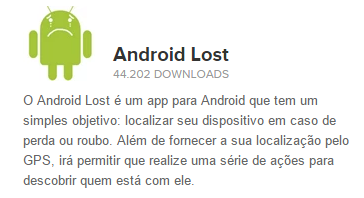 Android Lost
44.202 DOWNLOADS
O Android Lost é um app para Android que tem um
simples objetivo: localizar seu dispositivo em caso de
perda ou roubo. Além de fornecer a sua localização pelo
GPS, irá permitir que realize uma série de ações para
descobrir quem está com ele.